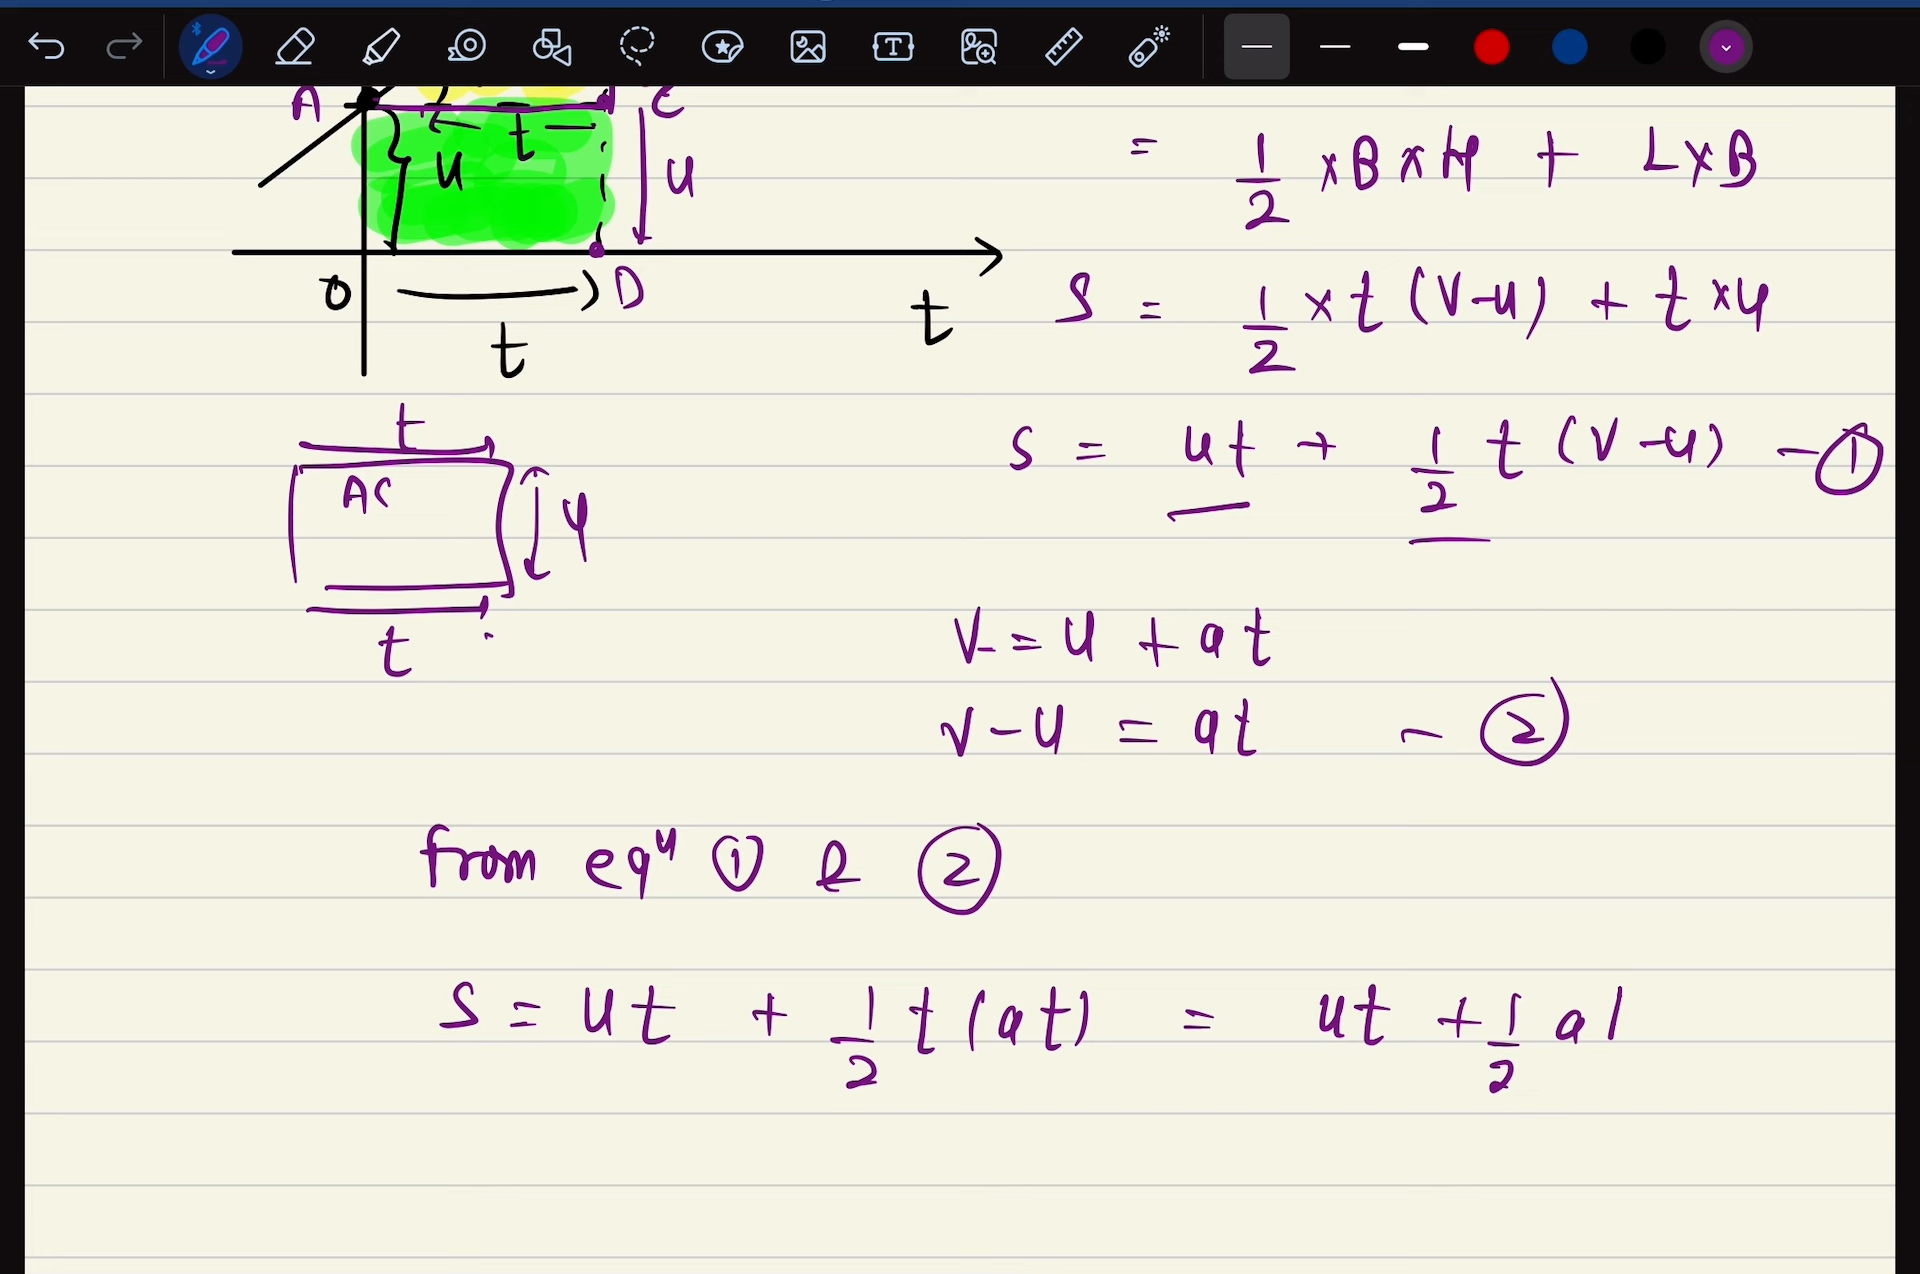 A t C
u u
O t D t
= 1/2 × B × H + L × B
S = 1/2 × t (v-u) + t × u
t
AC u
t
S = ut + 1/2 t (v-u) - ①
v = u + at
v - u = at - ②
from eqn ① & ②
S = ut + 1/2 t (at) = ut + 1/2 a